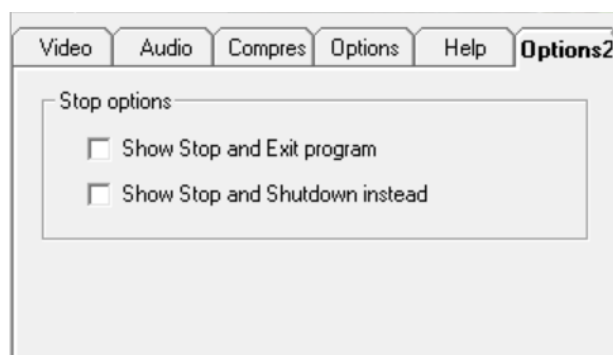 Video Audio Compres Options Help Options2
Stop options
Show Stop and Exit program
Show Stop and Shutdown instead